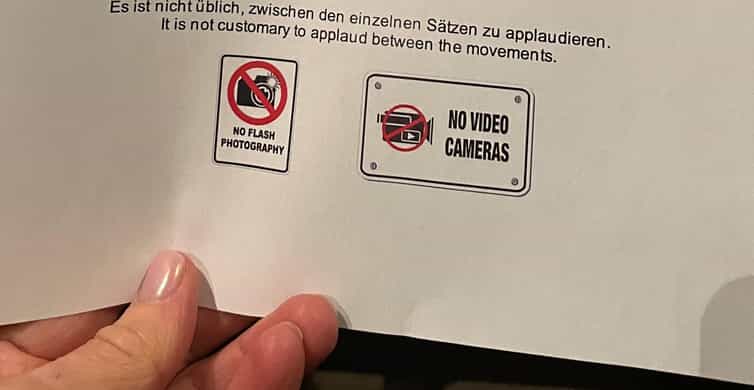 Es ist nicht üblich, zwischen den einzelnen Sätzen zu applaudieren.
It is not customary to applaud between the movements.
NO FLASH
PHOTOGRAPHY
NO VIDEO
CAMERAS